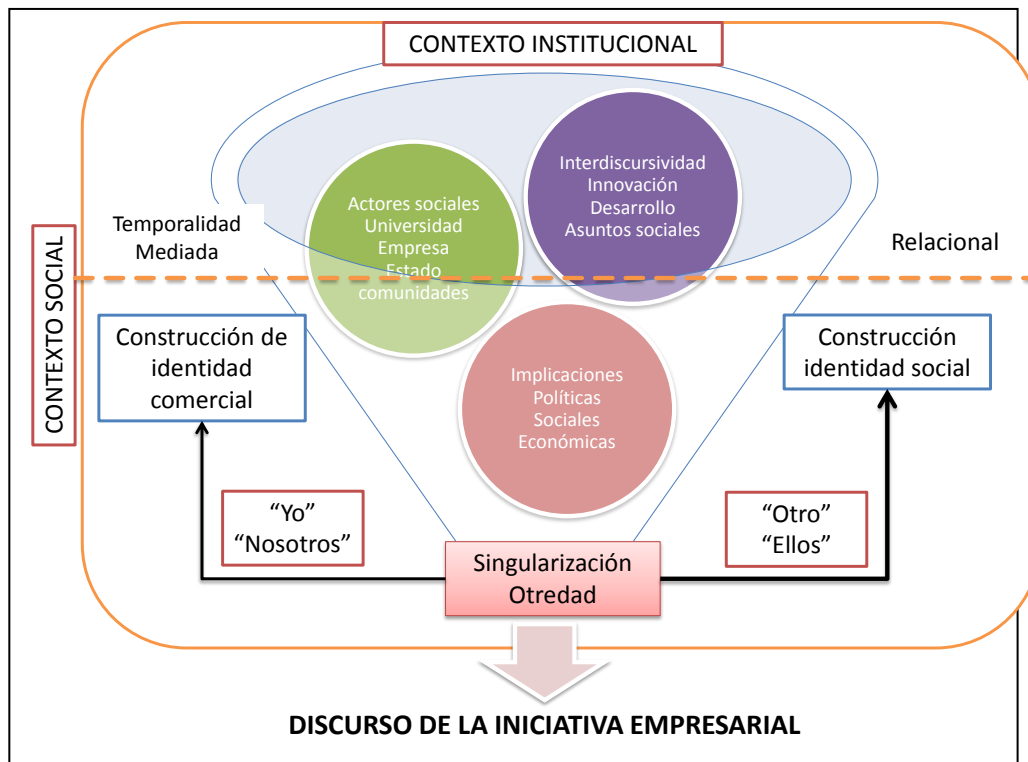 CONTEXTO INSTITUCIONAL
Interdiscursividad
Innovación
Desarrollo
Asuntos sociales
Actores sociales
Universidad
Empresa
Estado
comunidades
Temporalidad
Mediada
Relacional
CONTEXTO SOCIAL
Construcción de
identidad
comercial
Construcción
identidad social
Implicaciones
Políticas
Sociales
Económicas
“Yo”
“Nosotros”
“Otro”
“Ellos”
Singularización
Otredad
DISCURSO DE LA INICIATIVA EMPRESARIAL